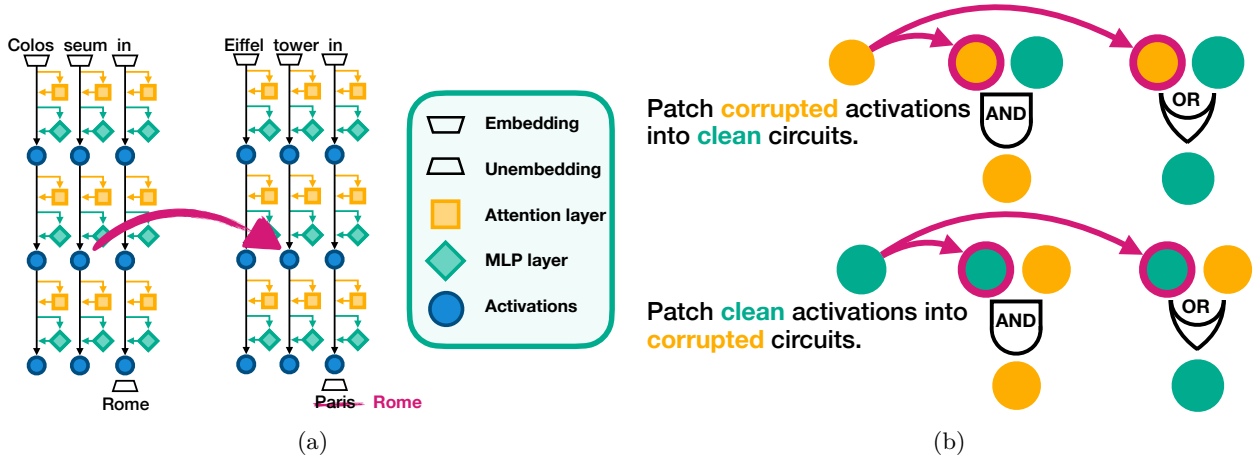 Colos seum in
Eiffel tower in
Rome
Paris Rome
Embedding
Unembedding
Attention layer
MLP layer
Activations
(a)
Patch corrupted activations
into clean circuits.
AND
OR
Patch clean activations into
corrupted circuits.
AND
OR
(b)